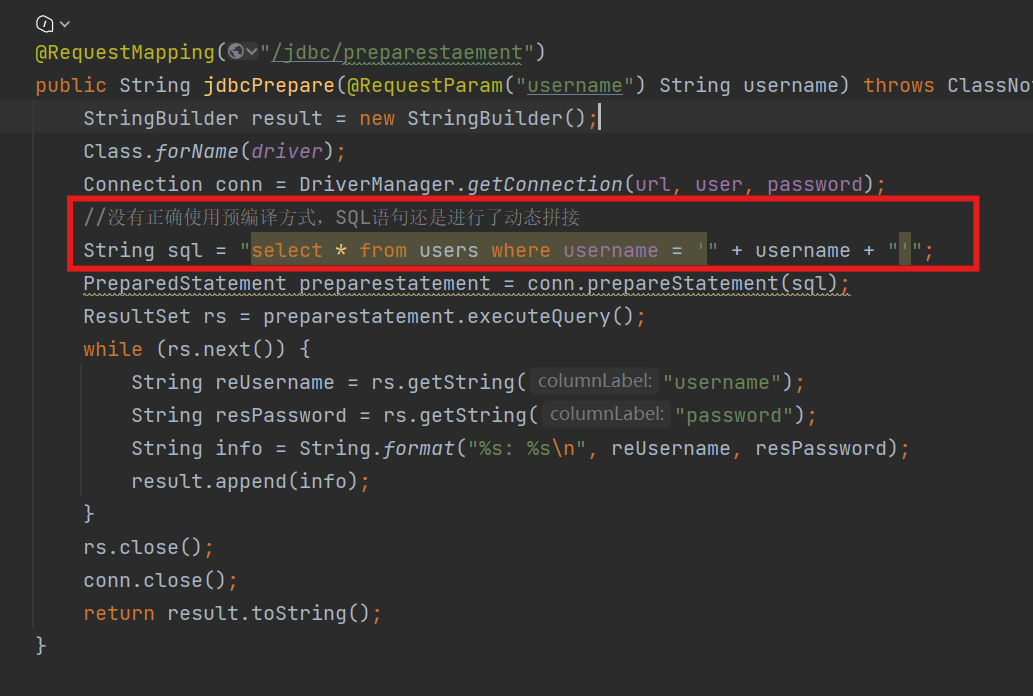 @RequestMapping("/jdbc/preparestaement")
public String jdbcPrepare(@RequestParam("username") String username) throws ClassNo
StringBuilder result = new StringBuilder();
Class.forName(driver);
Connection conn = DriverManager.getConnection(url, user, password);
//没有正确使用预编译方式，SQL语句还是进行了动态拼接
String sql = "select * from users where username = '" + username + "'";
PreparedStatement preparestatement = conn.prepareStatement(sql);
ResultSet rs = preparestatement.executeQuery();
while (rs.next()) {
String reUsername = rs.getString( columnLabel: "username");
String resPassword = rs.getString( columnLabel: "password");
String info = String.format("%s: %s\n", reUsername, resPassword);
result.append(info);
}
rs.close();
conn.close();
return result.toString();
}